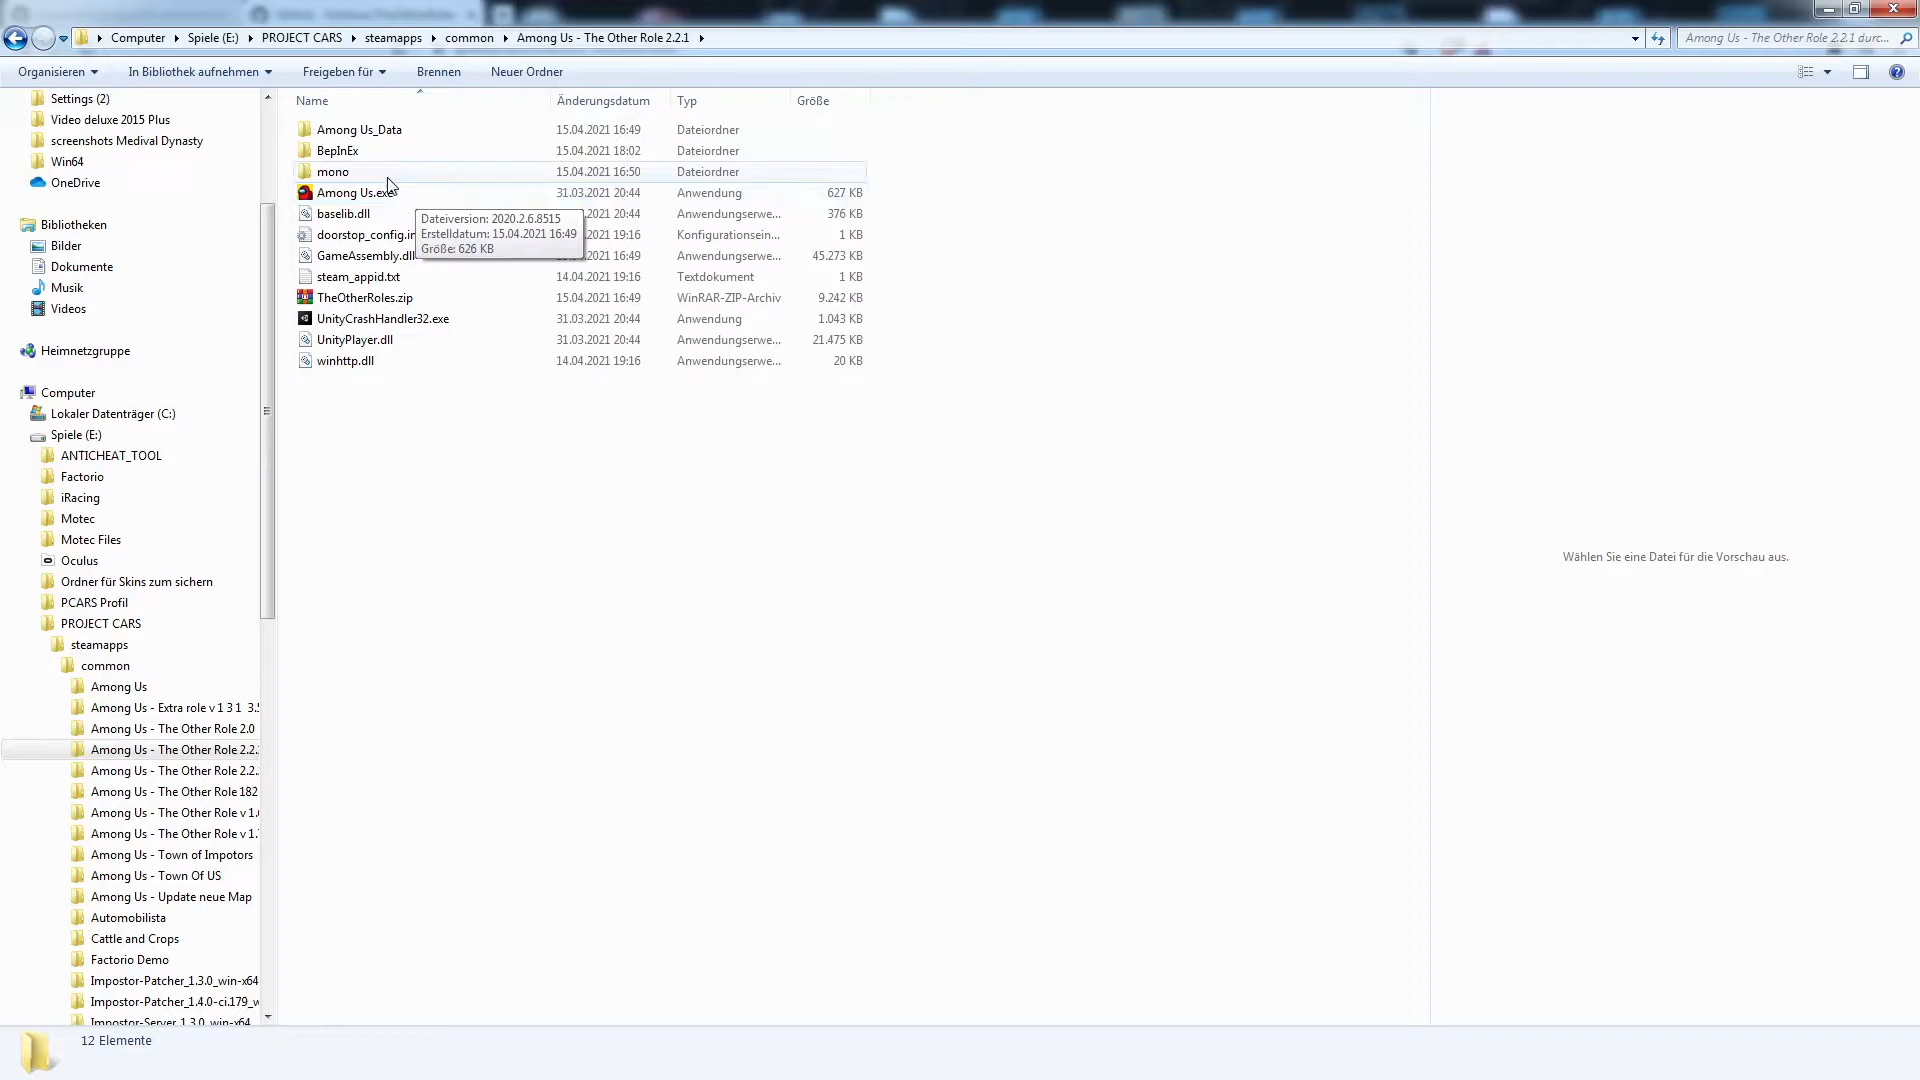 Computer
Spiele (E:)
PROJECT CARS
steamapps
common
Among Us - The Other Role 2.2.1
Among Us - The Other Role 2.2.1 durc...
Organisieren
In Bibliothek aufnehmen
Freigeben für
Brennen
Neuer Ordner
Settings (2)
Video deluxe 2015 Plus
screenshots Medival Dynasty
Win64
OneDrive
Bibliotheken
Bilder
Dokumente
Musik
Videos
Heimnetzgruppe
Computer
Lokaler Datenträger (C:)
Spiele (E:)
ANTICHEAT_TOOL
Factorio
iRacing
Motec
Motec Files
Oculus
Ordner für Skins zum sichern
PCARS Profil
PROJECT CARS
steamapps
common
Among Us
Among Us - Extra role v 1 3 1 3.
Among Us - The Other Role 2.0
Among Us - The Other Role 2.2.
Among Us - The Other Role 2.2.
Among Us - The Other Role 182
Among Us - The Other Role v 1.
Among Us - The Other Role v 1.
Among Us - Town of Impotors
Among Us - Town Of US
Among Us - Update neue Map
Automobilista
Cattle and Crops
Factorio Demo
Impostor-Patcher_1.3.0_win-x64
Impostor-Patcher_1.4.0-ci.179_w
Impostor-Server_1.3.0_win-x64
Name Änderungsdatum Typ Größe
Among Us_Data 15.04.2021 16:49 Dateiordner
BepInEx 15.04.2021 18:02 Dateiordner
mono 15.04.2021 16:50 Dateiordner
Among Us.exe 31.03.2021 20:44 Anwendung 627 KB
baselib.dll 20:44 Anwendungserwe... 376 KB
doorstop_config.in 19:16 Konfigurationsein... 1 KB
GameAssembly.dll 16:49 Anwendungserwe... 45.273 KB
steam_appid.txt 14.04.2021 19:16 Textdokument 1 KB
TheOtherRoles.zip 15.04.2021 16:49 WinRAR-ZIP-Archiv 9.242 KB
UnityCrashHandler32.exe 31.03.2021 20:44 Anwendung 1.043 KB
UnityPlayer.dll 31.03.2021 20:44 Anwendungserwe... 21.475 KB
winhttp.dll 14.04.2021 19:16 Anwendungserwe... 20 KB
Dateiversion: 2020.2.6.8515
Erstelldatum: 15.04.2021 16:49
Größe: 626 KB
Wählen Sie eine Datei für die Vorschau aus.
12 Elemente